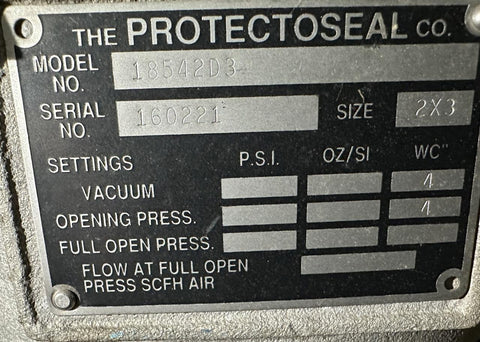 THE PROTECTOSEAL CO.
MODEL NO. 18542D3
SERIAL NO. 160221 SIZE 2X3
SETTINGS P.S.I. OZ/SI WC"
VACUUM 4
OPENING PRESS. 4
FULL OPEN PRESS.
FLOW AT FULL OPEN
PRESS SCFH AIR